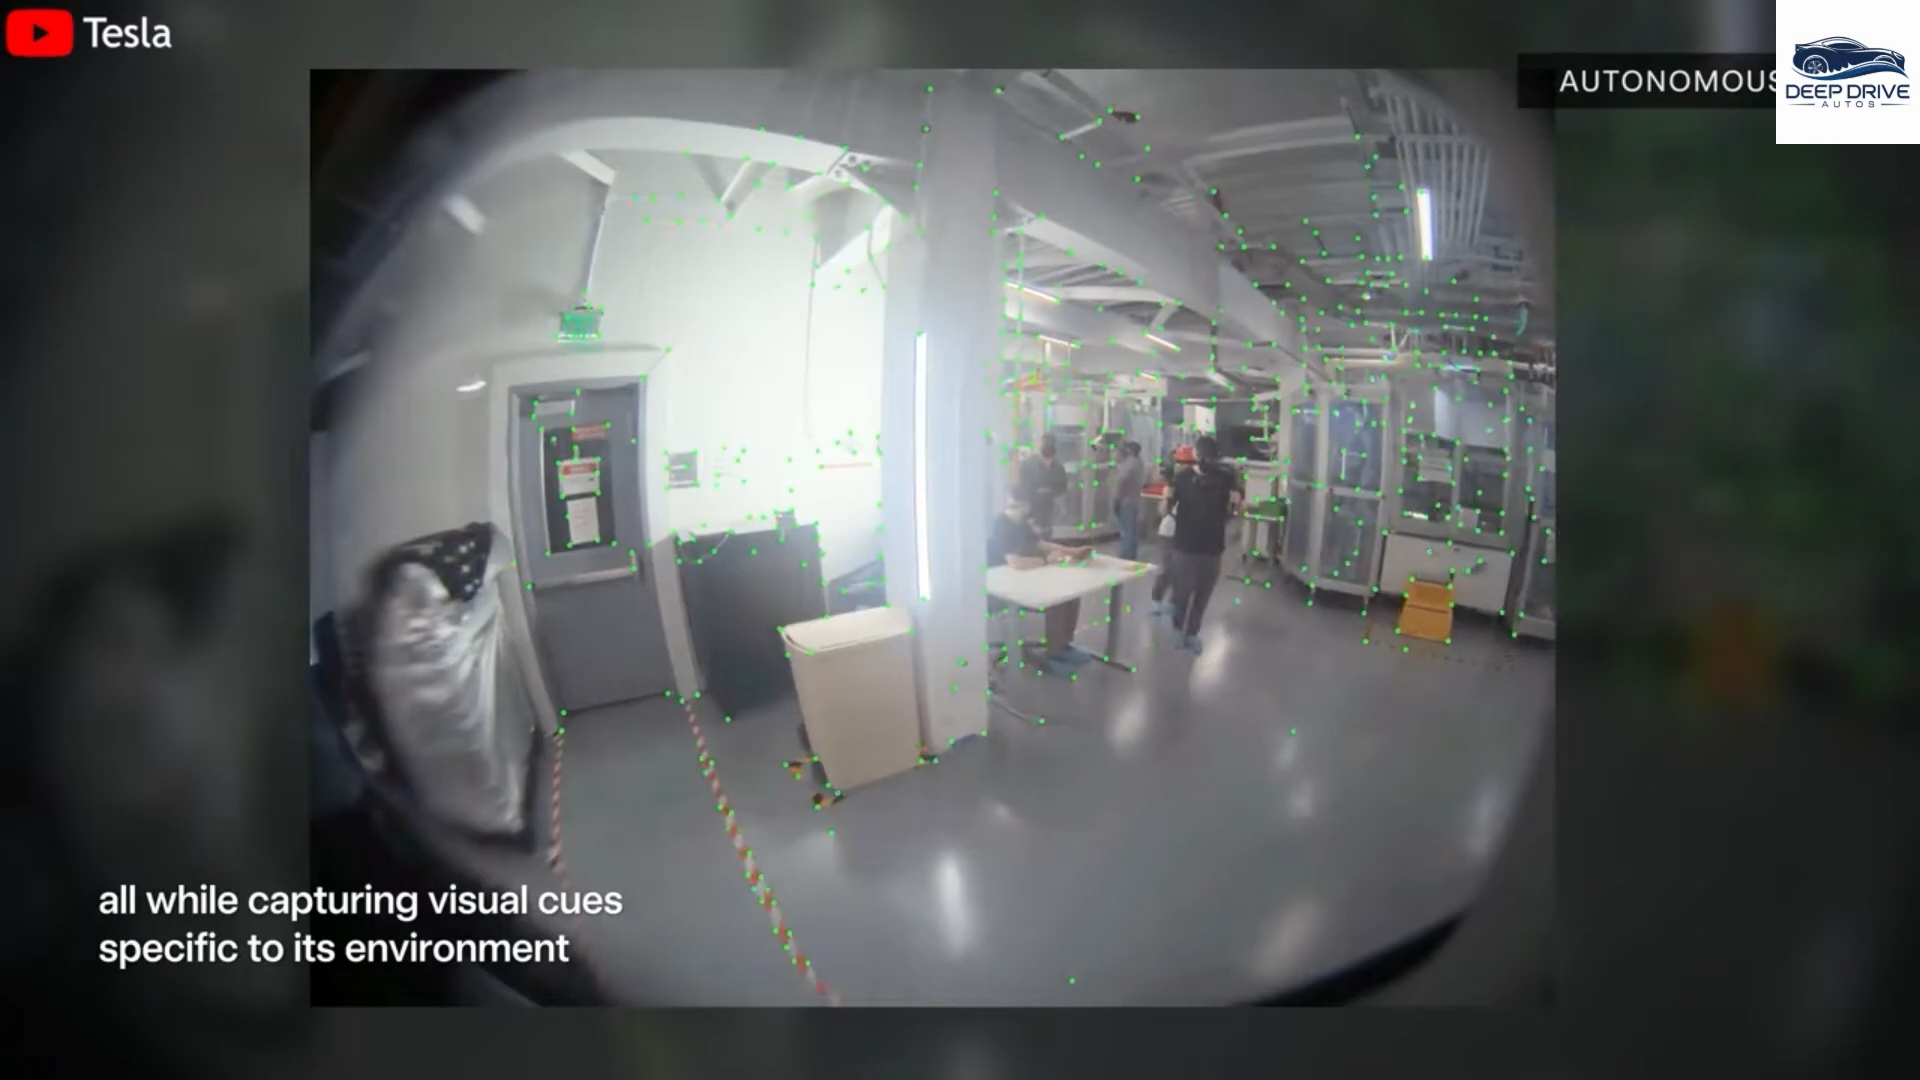 Tesla
AUTONOMOUS
DEEP DRIVE
AUTOS
all while capturing visual cues
specific to its environment